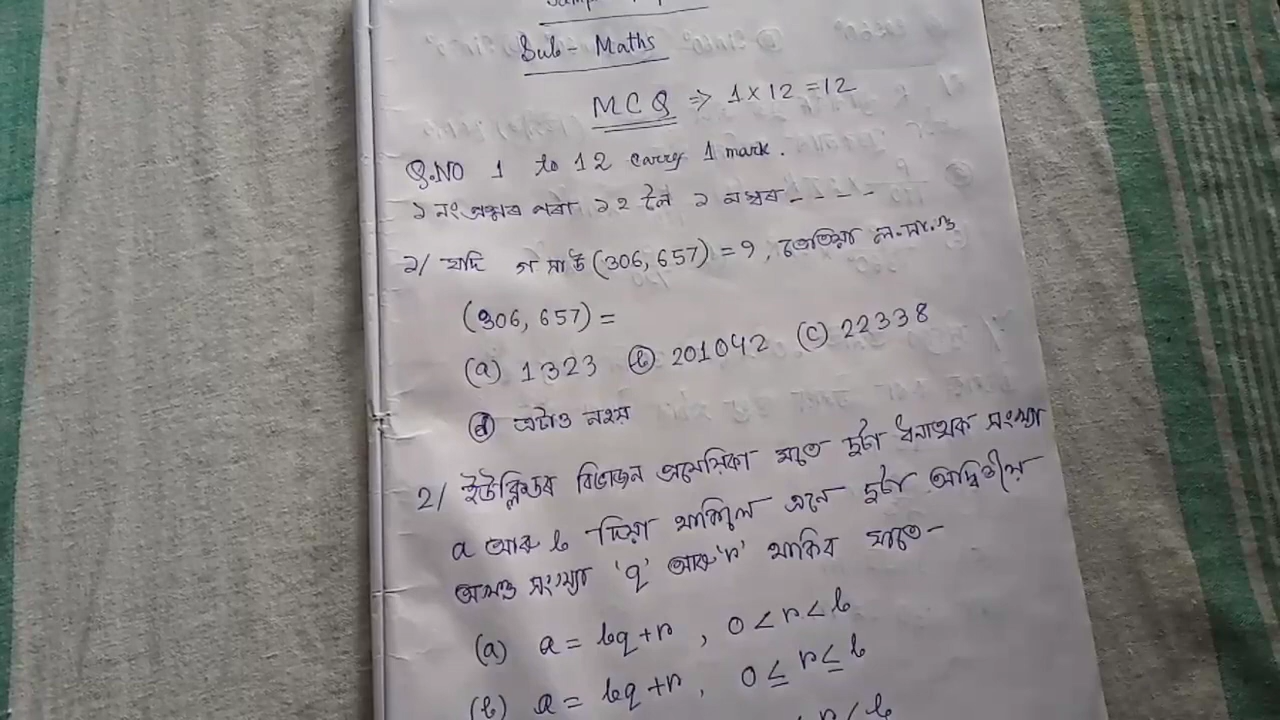 Sub - Maths
MCQ ⇒ 1 × 12 = 12
Q.NO 1 to 12 carry 1 mark.
১ নং প্ৰশ্নৰ পৰা ১২ লৈ ১ নম্বৰ - - - -
১/ যদি গ সা উ (306, 657) = 9, তেতিয়া ল.সা.গু
(306, 657) =
(a) 1323 (b) 201042 (c) 22338
(d) এটাও নহয়
2/ ইউক্লিডৰ বিভাজন প্ৰমেয়িকা মতে দুটা ধনাত্মক সংখ্যা
a আৰু b দিয়া থাকিলে এনে দুটা অদ্বিতীয়
অখণ্ড সংখ্যা 'q' আৰু 'r' থাকিব যাতে -
(a) a = bq + r , 0 < r < b
(b) a = bq + r , 0 ≤ r ≤ b
r < b